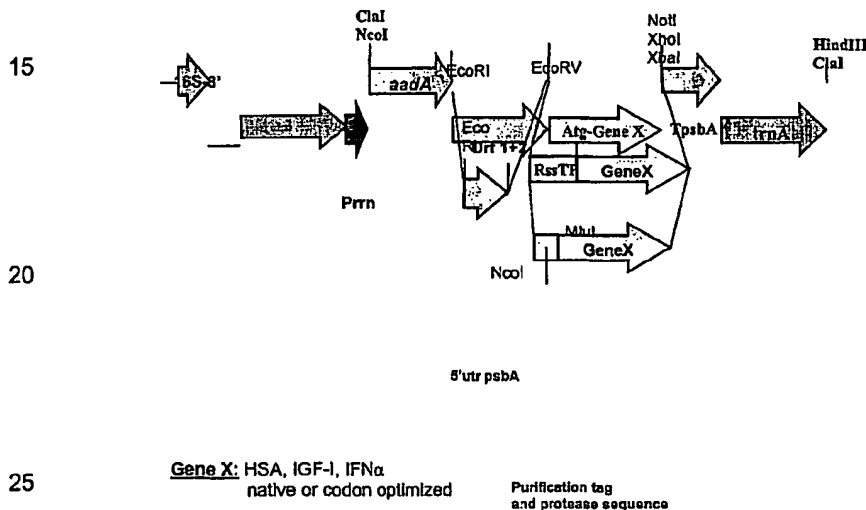 ClaI
NcoI
NotI
XhoI
XbaI
HindIII
ClaI
15
EcoRI
EcoRV
aadA
Eco
Atg-Gene X
TpsbA
trnA
RssTP
GeneX
Prrn
MluI
GeneX
20
NcoI
5'utr psbA
25
Gene X: HSA, IGF-I, IFNα
native or codon optimized
Purification tag
and protease sequence